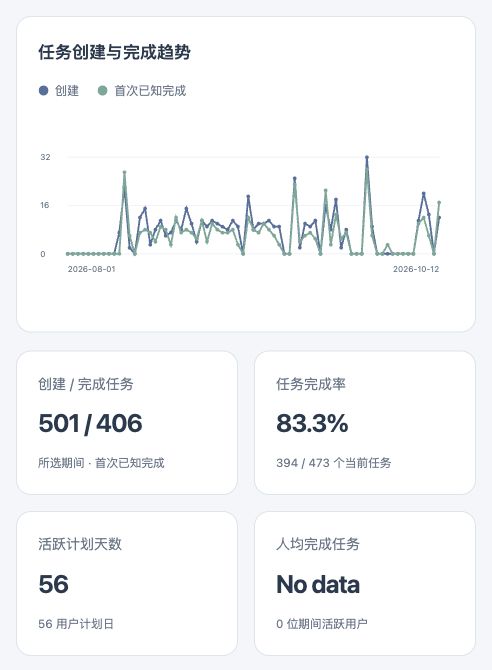 任务创建与完成趋势
创建 首次已知完成
32
16
0
2026-08-01 2026-10-12
创建 / 完成任务
501 / 406
所选期间 · 首次已知完成
任务完成率
83.3%
394 / 473 个当前任务
活跃计划天数
56
56 用户计划日
人均完成任务
No data
0 位期间活跃用户